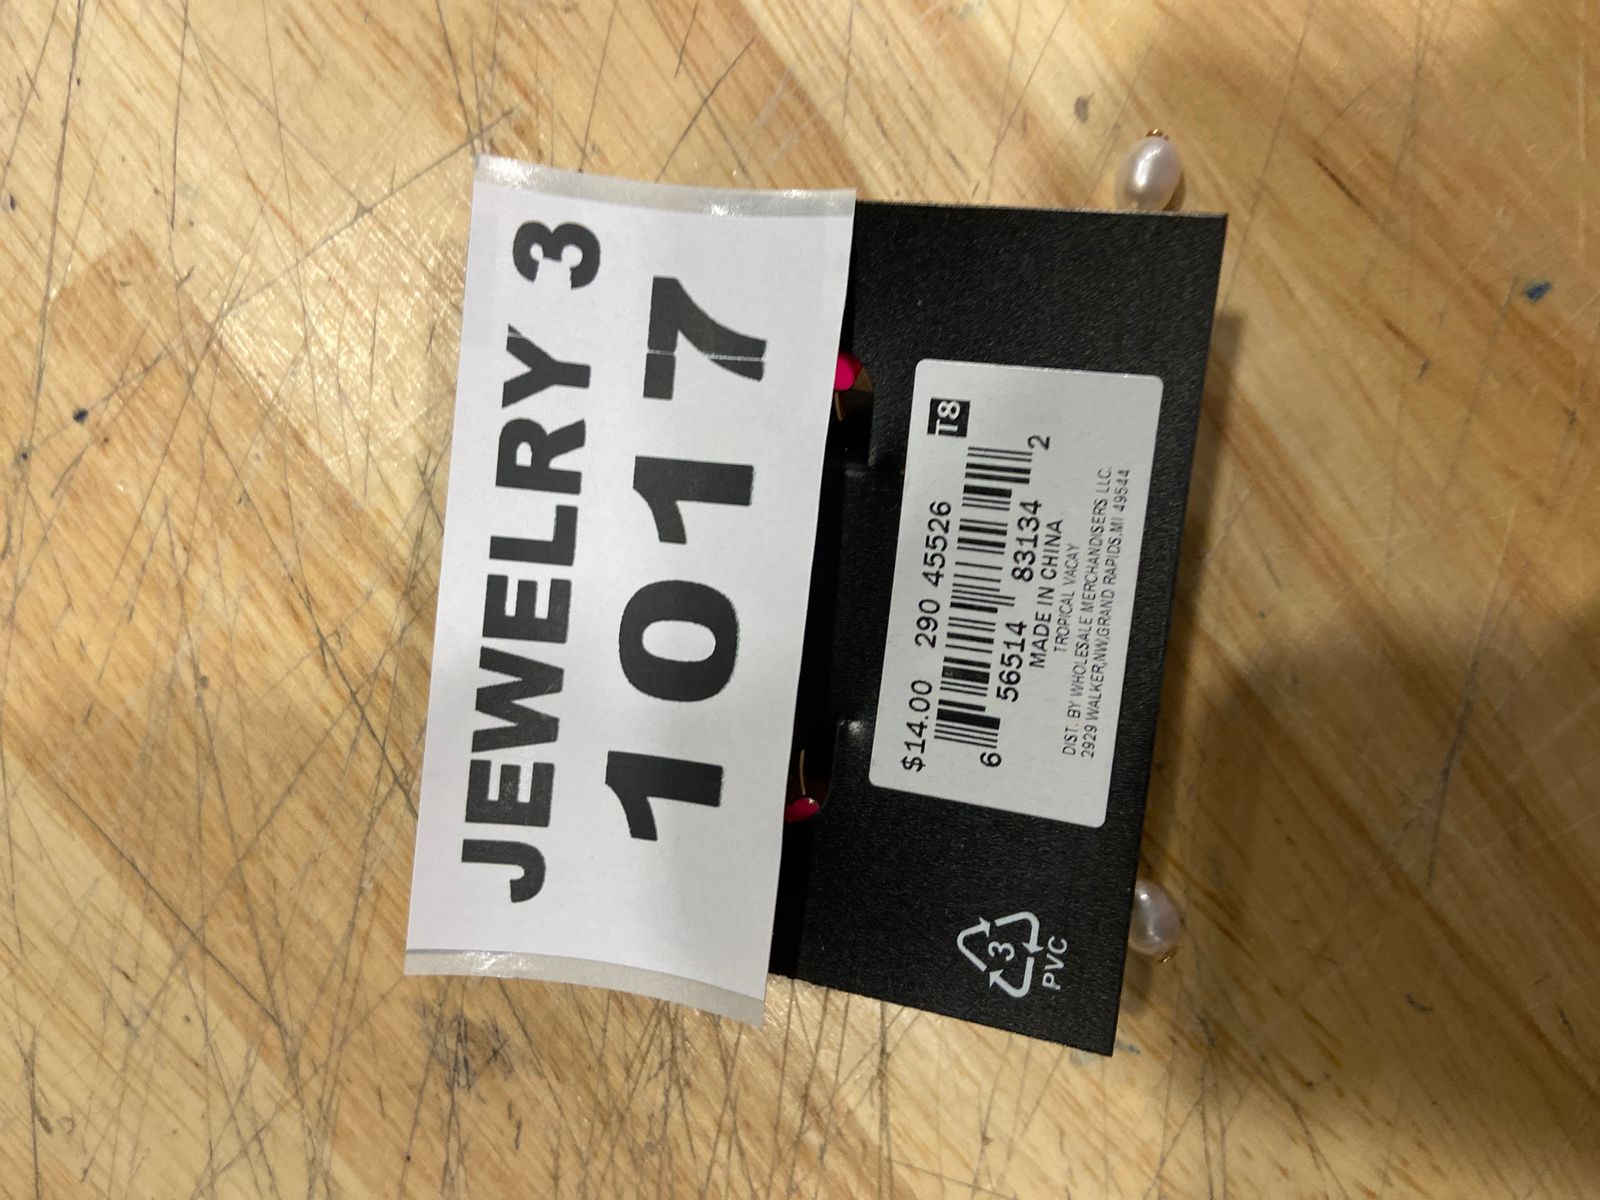 JEWELRY 3
1017
$14.00 290 45526
T8
6 56514 83134 2
MADE IN CHINA
TROPICAL VACAY
DIST. BY WHOLESALE MERCHANDISERS LLC.
2929 WALKER,NW,GRAND RAPIDS,MI 49544
3
PVC